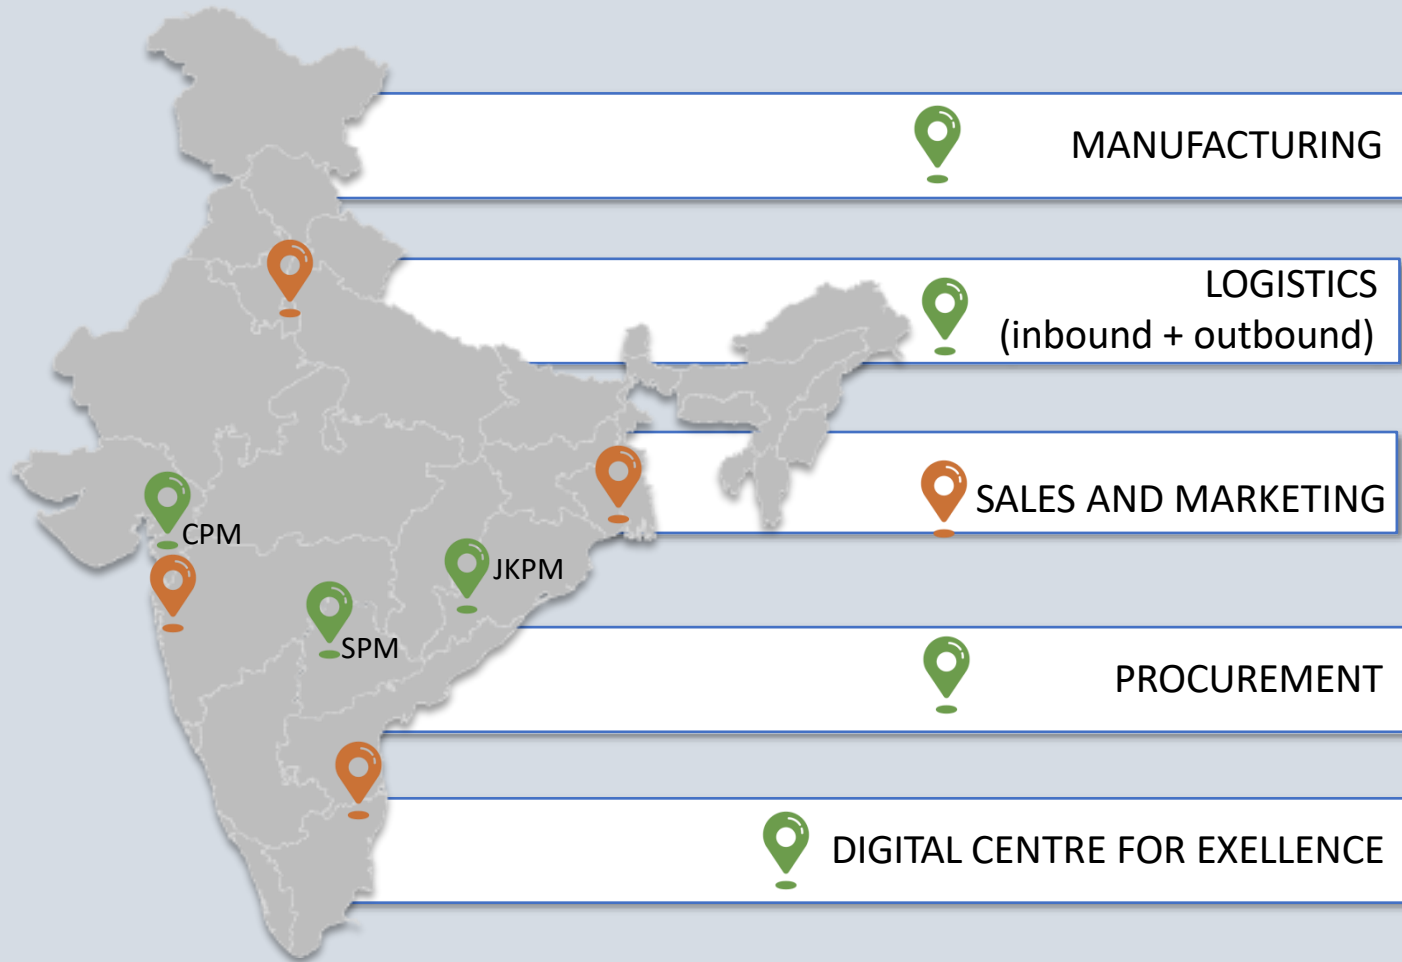 MANUFACTURING
LOGISTICS
(inbound + outbound)
SALES AND MARKETING
CPM
JKPM
SPM
PROCUREMENT
DIGITAL CENTRE FOR EXELLENCE